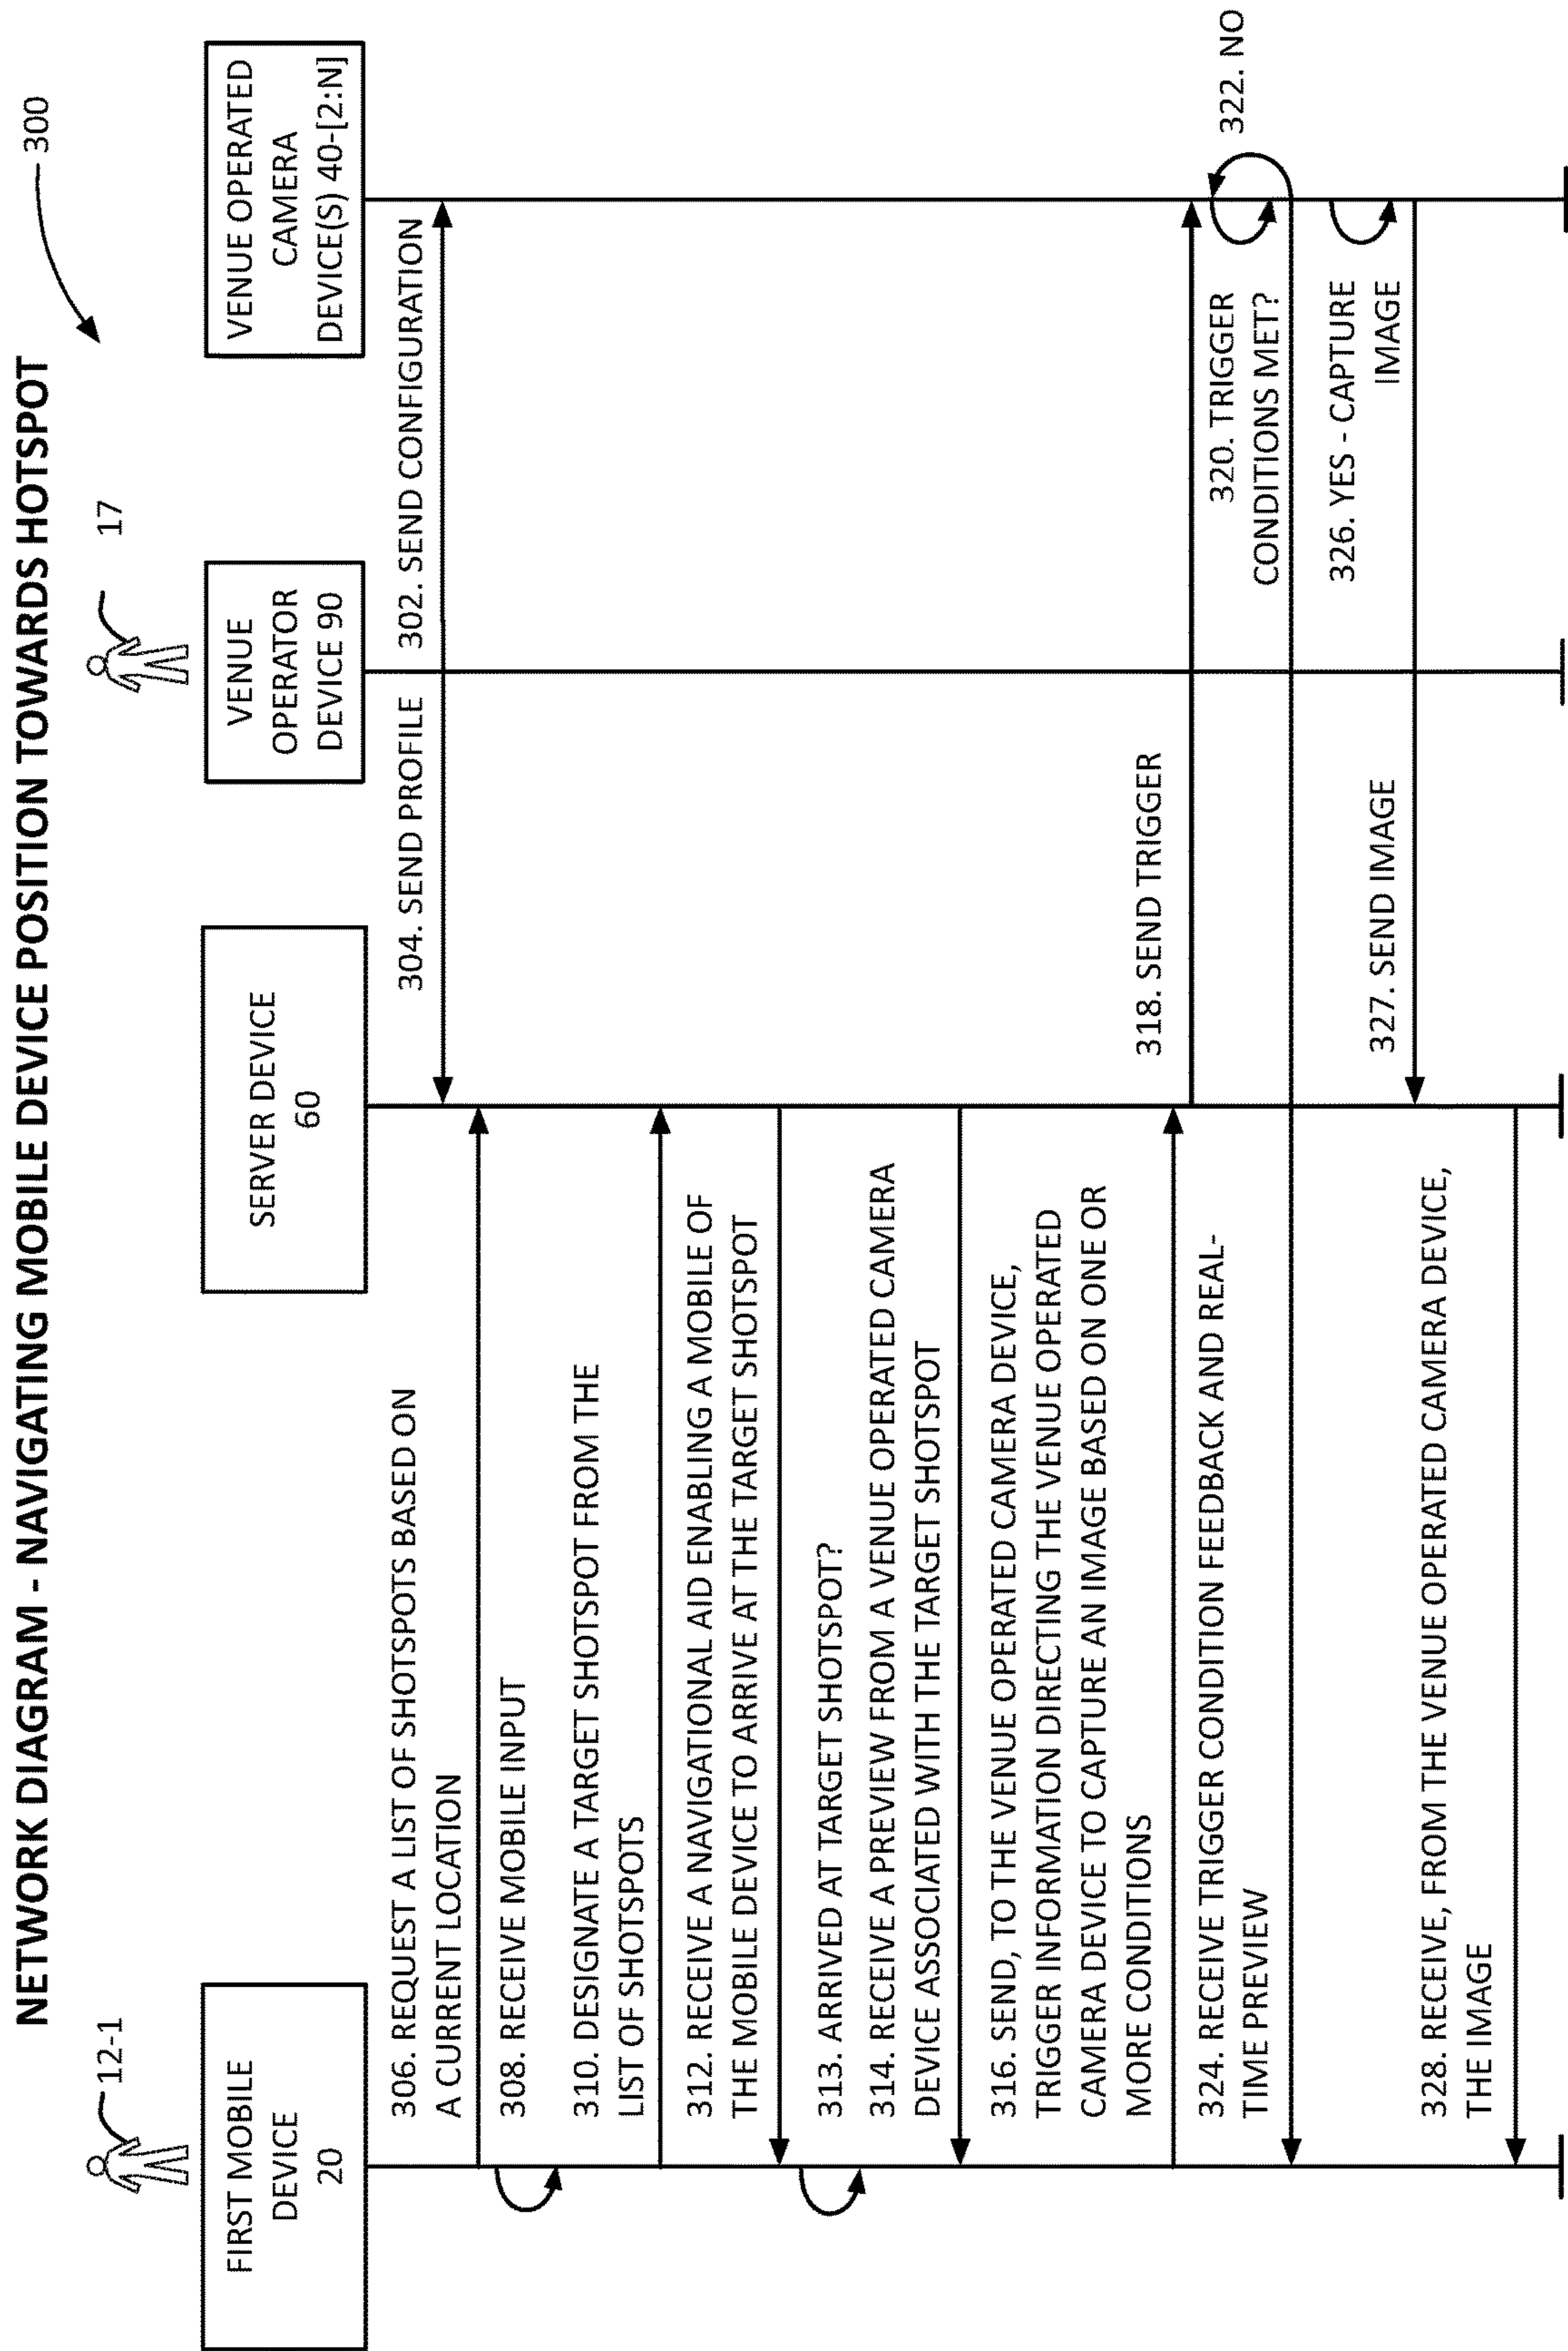 NETWORK DIAGRAM - NAVIGATING MOBILE DEVICE POSITION TOWARDS HOTSPOT
300
12-1
17
FIRST MOBILE
DEVICE
20
SERVER DEVICE
60
VENUE
OPERATOR
DEVICE 90
VENUE OPERATED
CAMERA
DEVICE(S) 40-[2:N]
302. SEND CONFIGURATION
304. SEND PROFILE
306. REQUEST A LIST OF SHOTSPOTS BASED ON
A CURRENT LOCATION
308. RECEIVE MOBILE INPUT
310. DESIGNATE A TARGET SHOTSPOT FROM THE
LIST OF SHOTSPOTS
312. RECEIVE A NAVIGATIONAL AID ENABLING A MOBILE OF
THE MOBILE DEVICE TO ARRIVE AT THE TARGET SHOTSPOT
313. ARRIVED AT TARGET SHOTSPOT?
314. RECEIVE A PREVIEW FROM A VENUE OPERATED CAMERA
DEVICE ASSOCIATED WITH THE TARGET SHOTSPOT
316. SEND, TO THE VENUE OPERATED CAMERA DEVICE,
TRIGGER INFORMATION DIRECTING THE VENUE OPERATED
CAMERA DEVICE TO CAPTURE AN IMAGE BASED ON ONE OR
MORE CONDITIONS
318. SEND TRIGGER
320. TRIGGER
CONDITIONS MET?
322. NO
324. RECEIVE TRIGGER CONDITION FEEDBACK AND REAL-
TIME PREVIEW
326. YES - CAPTURE
IMAGE
327. SEND IMAGE
328. RECEIVE, FROM THE VENUE OPERATED CAMERA DEVICE,
THE IMAGE